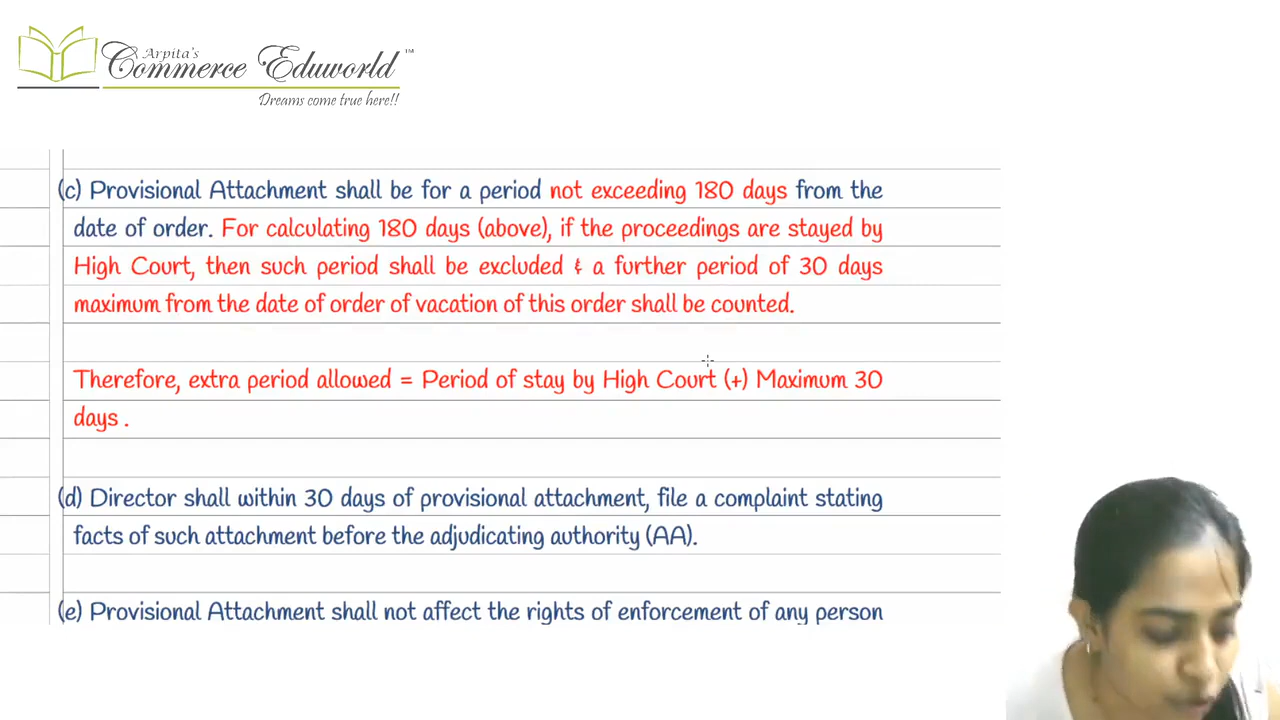 Arpita's
Commerce Eduworld™
Dreams come true here!!
(c) Provisional Attachment shall be for a period not exceeding 180 days from the
date of order. For calculating 180 days (above), if the proceedings are stayed by
High Court, then such period shall be excluded & a further period of 30 days
maximum from the date of order of vacation of this order shall be counted.
Therefore, extra period allowed = Period of stay by High Court (+) Maximum 30
days .
(d) Director shall within 30 days of provisional attachment, file a complaint stating
facts of such attachment before the adjudicating authority (AA).
(e) Provisional Attachment shall not affect the rights of enforcement of any person